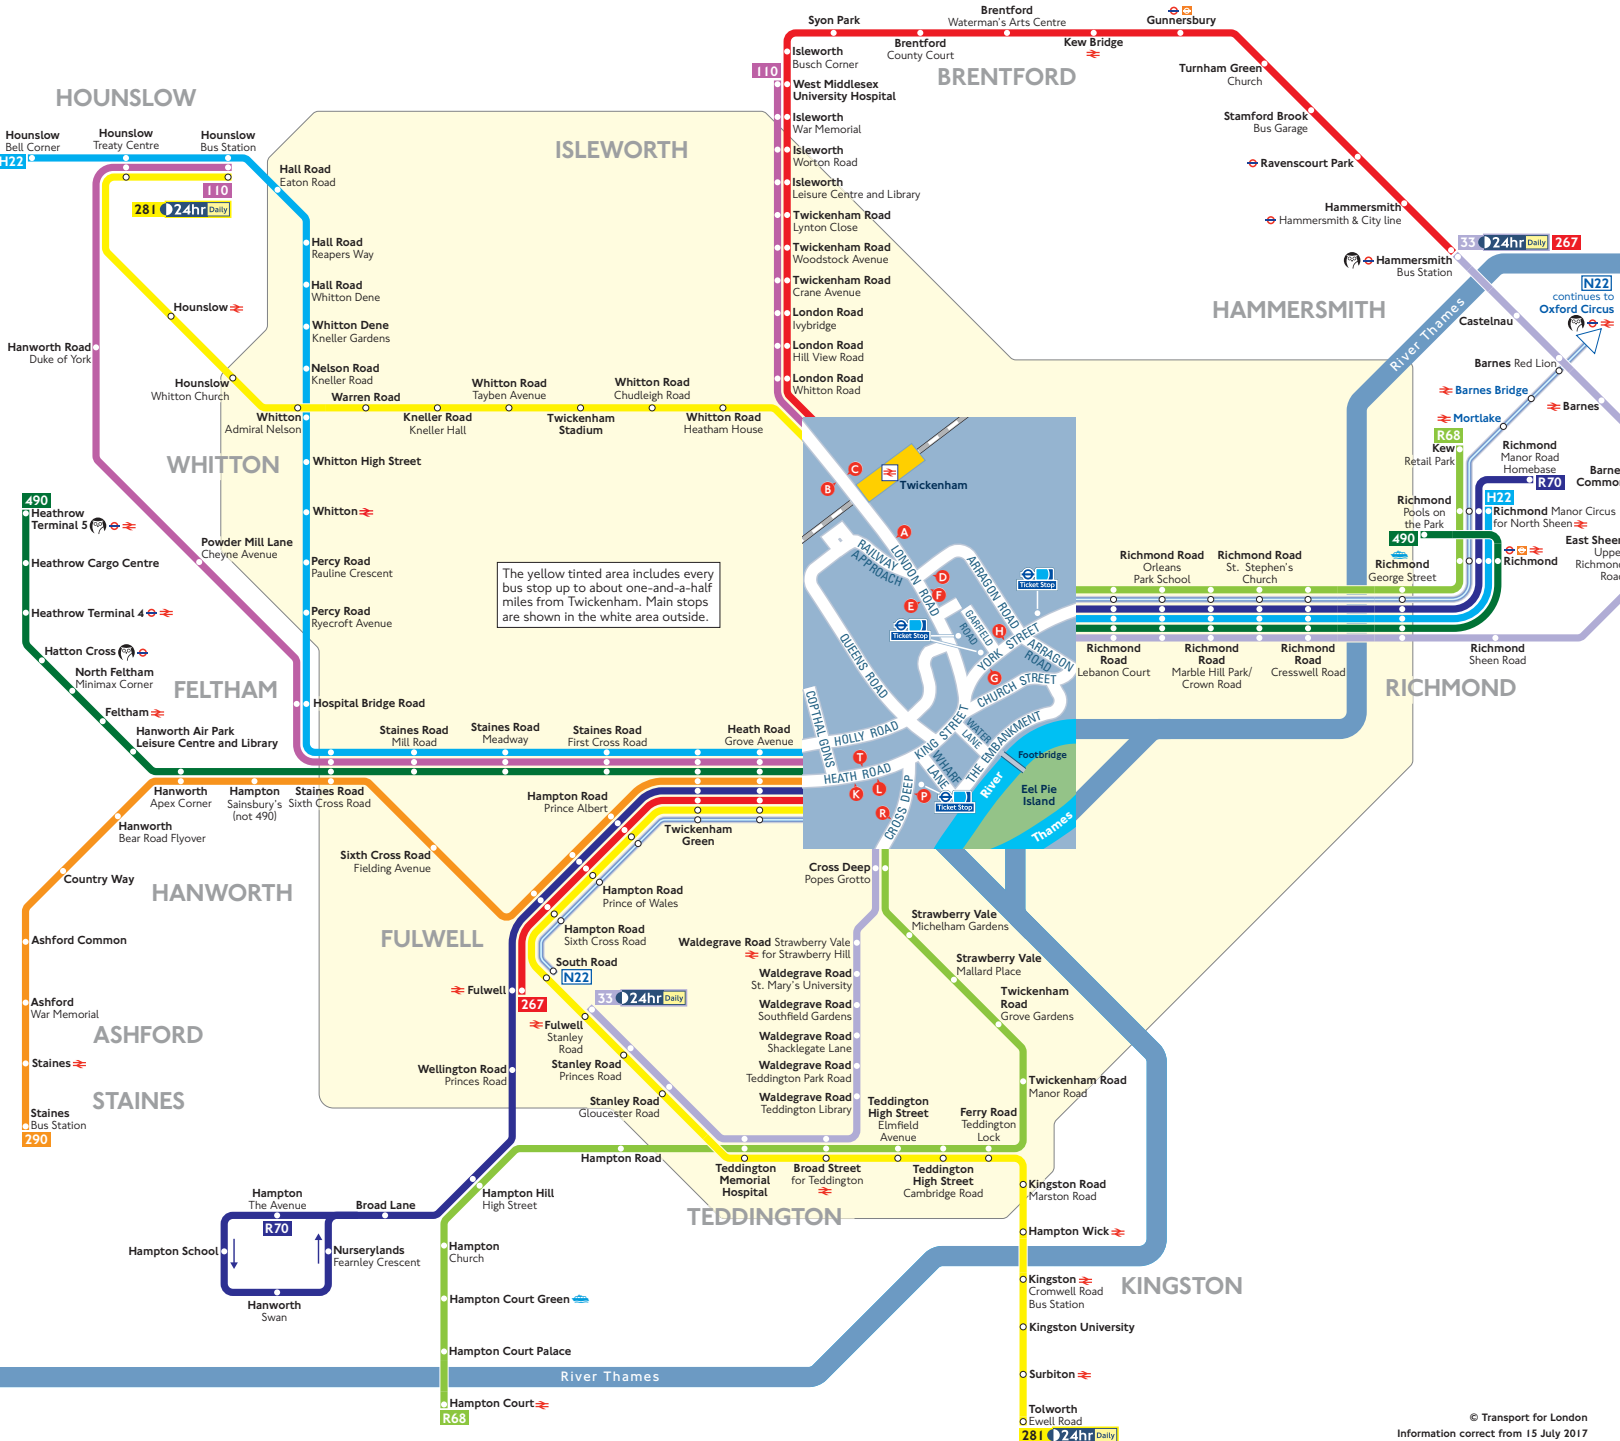 Syon Park
Brentford
Waterman's Arts Centre
Gunnersbury
Brentford
County Court
Kew Bridge
Isleworth
Busch Corner
110
West Middlesex
University Hospital
BRENTFORD
Turnham Green
Church
HOUNSLOW
Isleworth
War Memorial
Stamford Brook
Bus Garage
Hounslow
Bell Corner
H22
Hounslow
Treaty Centre
Hounslow
Bus Station
ISLEWORTH
Isleworth
Worton Road
Ravenscourt Park
Hall Road
Eaton Road
110
281 24hr Daily
Isleworth
Leisure Centre and Library
Twickenham Road
Lynton Close
Hammersmith
Hammersmith & City line
Hall Road
Reapers Way
Twickenham Road
Woodstock Avenue
33 24hr Daily 267
Hammersmith
Bus Station
Hall Road
Whitton Dene
Twickenham Road
Crane Avenue
N22
continues to
Oxford Circus
Hounslow
London Road
Ivybridge
HAMMERSMITH
River Thames
Castelnau
Whitton Dene
Kneller Gardens
Hanworth Road
Duke of York
London Road
Hill View Road
Barnes Red Lion
Nelson Road
Kneller Road
London Road
Whitton Road
Hounslow
Whitton Church
Warren Road
Whitton Road
Tayben Avenue
Whitton Road
Chudleigh Road
Barnes Bridge
Barnes
Whitton
Admiral Nelson
Kneller Road
Kneller Hall
Twickenham
Stadium
Whitton Road
Heatham House
Mortlake
R68
Kew
Retail Park
Richmond
Manor Road
Homebase
R70
Barne
Commo
WHITTON
Whitton High Street
C
B
Twickenham
490
Heathrow
Terminal 5
Whitton
Richmond
Pools on
the Park
H22
Richmond Manor Circus
for North Sheen
490
Powder Mill Lane
Cheyne Avenue
A
RAILWAY
APPROACH
LONDON ROAD
ARRAGON ROAD
Heathrow Cargo Centre
Percy Road
Pauline Crescent
The yellow tinted area includes every
bus stop up to about one-and-a-half
miles from Twickenham. Main stops
are shown in the white area outside.
D
F
E
Ticket Stop
Richmond Road
Orleans
Park School
Richmond Road
St. Stephen's
Church
Richmond
George Street
Richmond
East Sheen
Upper
Richmond
Road
Heathrow Terminal 4
Percy Road
Ryecroft Avenue
Ticket Stop
GARFIELD
ROAD
H
YORK STREET
ARRAGON
ROAD
Hatton Cross
QUEENS ROAD
G
CHURCH STREET
Richmond
Road
Lebanon Court
Richmond
Road
Marble Hill Park/
Crown Road
Richmond
Road
Cresswell Road
Richmond
Sheen Road
North Feltham
Minimax Corner
FELTHAM
RICHMOND
Hospital Bridge Road
Feltham
COPTHAL GDNS
HOLLY ROAD
KING STREET
WATER
LANE
THE EMBANKMENT
WHARF
LANE
Hanworth Air Park
Leisure Centre and Library
Staines Road
Mill Road
Staines Road
Meadway
Staines Road
First Cross Road
Heath Road
Grove Avenue
HEATH ROAD
T
K
L
P
R
CROSS DEEP
Ticket Stop
Footbridge
Eel Pie
Island
River
Thames
Hanworth
Apex Corner
Hampton
Sainsbury's
(not 490)
Staines Road
Sixth Cross Road
Hampton Road
Prince Albert
Hanworth
Bear Road Flyover
Twickenham
Green
Sixth Cross Road
Fielding Avenue
Country Way
HANWORTH
Cross Deep
Popes Grotto
Hampton Road
Prince of Wales
Strawberry Vale
Michelham Gardens
Ashford Common
FULWELL
Hampton Road
Sixth Cross Road
Waldegrave Road Strawberry Vale
for Strawberry Hill
Strawberry Vale
Mallard Place
South Road
N22
Waldegrave Road
St. Mary's University
Fulwell
267
33 24hr Daily
Twickenham
Road
Grove Gardens
Ashford
War Memorial
Waldegrave Road
Southfield Gardens
ASHFORD
Fulwell
Stanley
Road
Waldegrave Road
Shacklegate Lane
Staines
Wellington Road
Princes Road
Stanley Road
Princes Road
Waldegrave Road
Teddington Park Road
Twickenham Road
Manor Road
STAINES
Stanley Road
Gloucester Road
Waldegrave Road
Teddington Library
Teddington
High Street
Elmfield
Avenue
Ferry Road
Teddington
Lock
Staines
Bus Station
290
Hampton Road
Teddington
Memorial
Hospital
Broad Street
for Teddington
Teddington
High Street
Cambridge Road
Hampton
The Avenue
R70
Broad Lane
Hampton Hill
High Street
Kingston Road
Marston Road
TEDDINGTON
Hampton School
Nurserylands
Fearnley Crescent
Hampton
Church
Hampton Wick
Hanworth
Swan
Hampton Court Green
Kingston
Cromwell Road
Bus Station
KINGSTON
Kingston University
Hampton Court Palace
River Thames
Surbiton
Hampton Court
R68
Tolworth
Ewell Road
281 24hr Daily
© Transport for London
Information correct from 15 July 2017